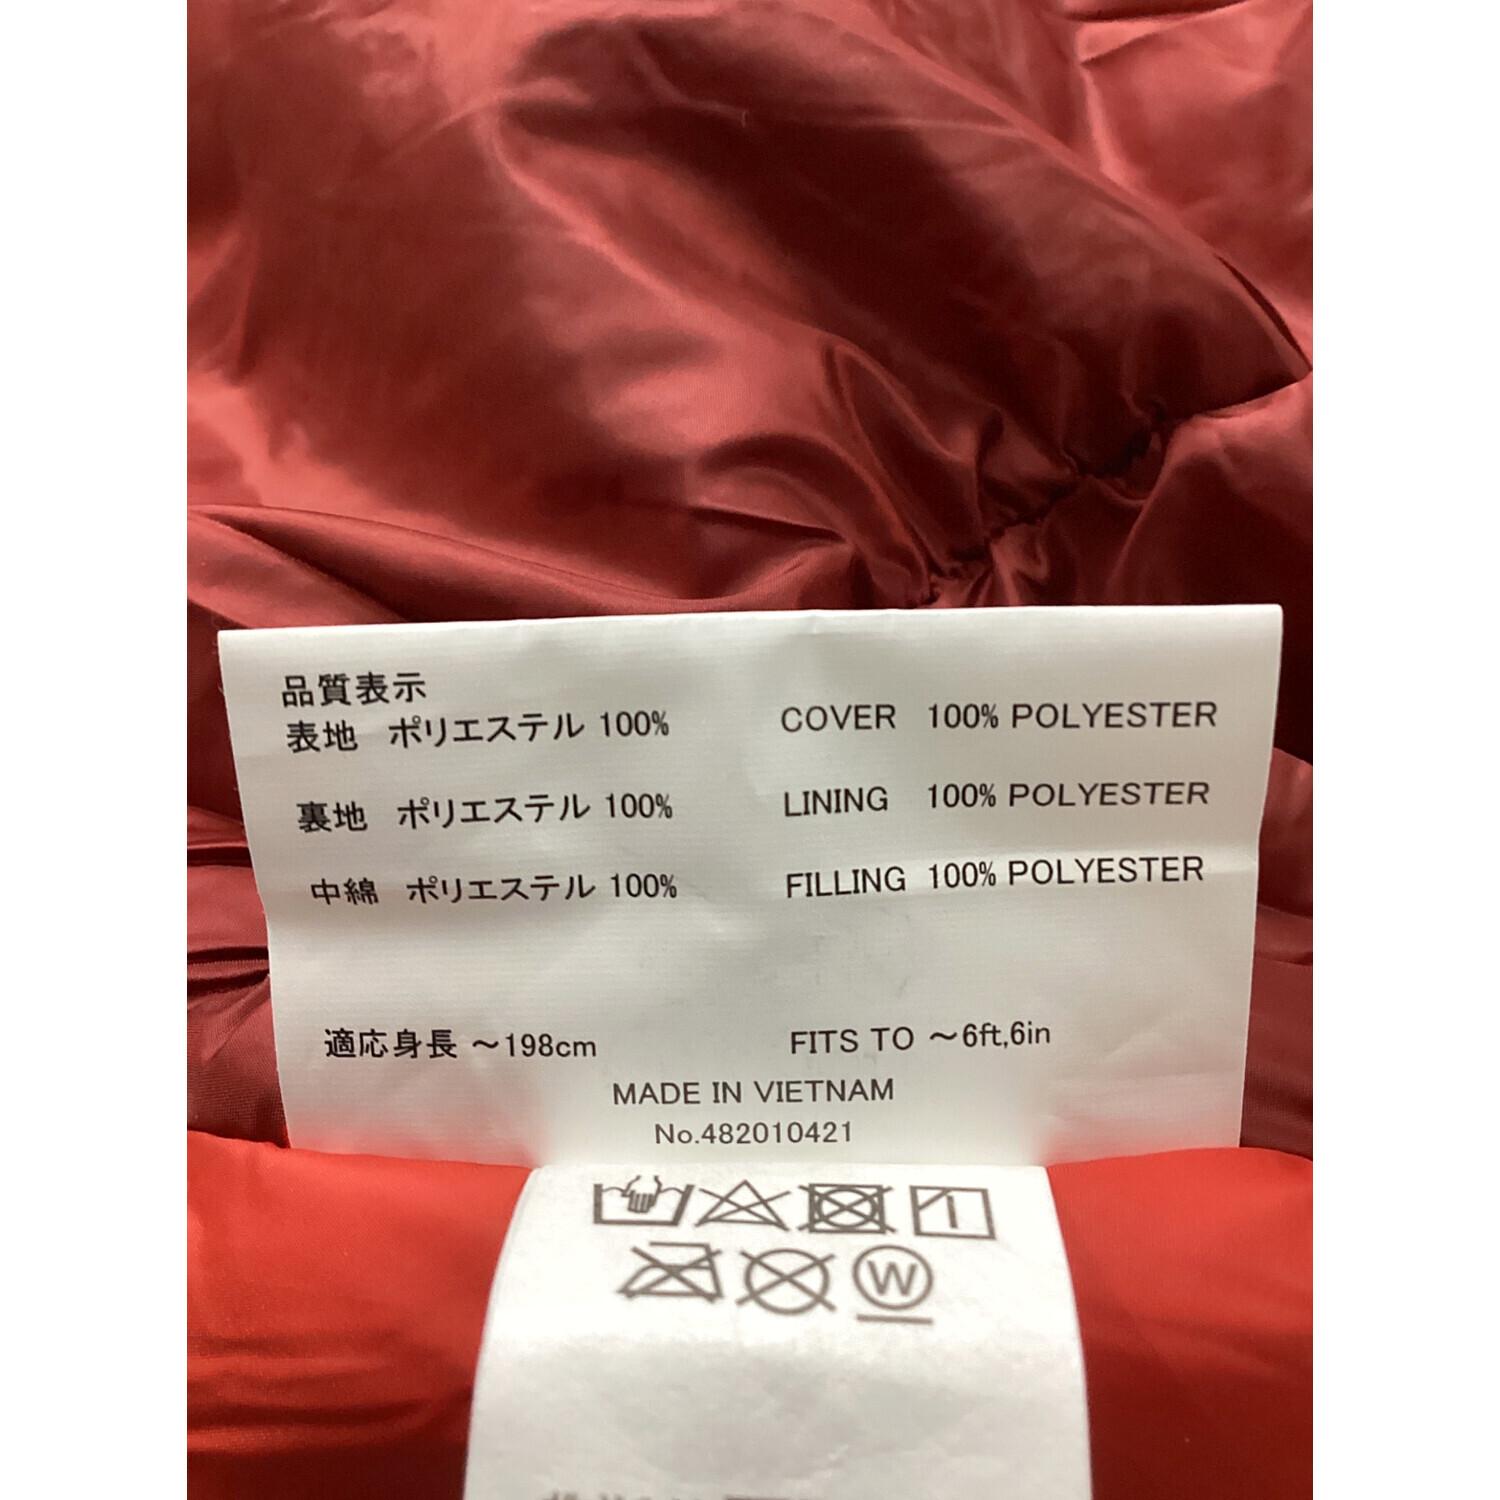 品質表示
表地 ポリエステル 100% COVER 100% POLYESTER
裏地 ポリエステル 100% LINING 100% POLYESTER
中綿 ポリエステル 100% FILLING 100% POLYESTER
適応身長 ～198cm FITS TO ～6ft,6in
MADE IN VIETNAM
No.482010421
W